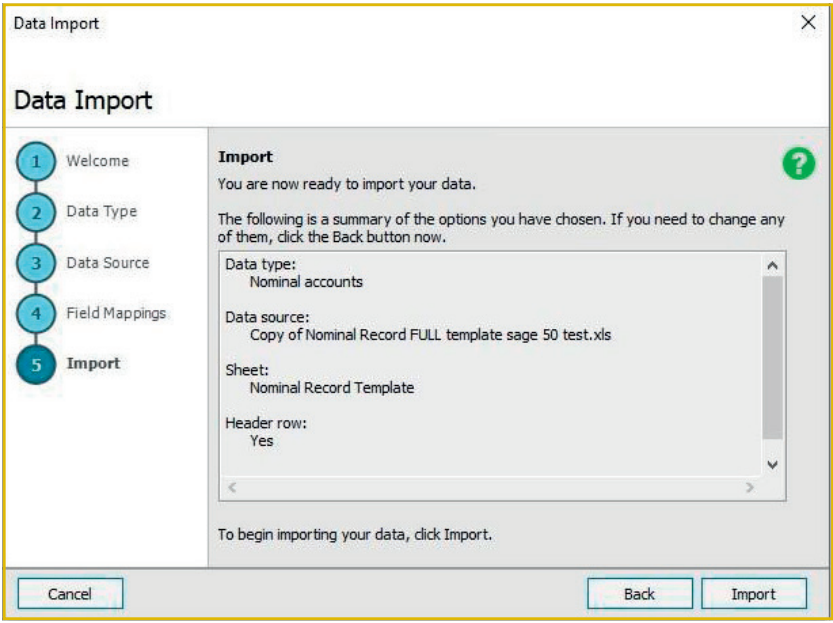 Data Import
Data Import
1 Welcome
2 Data Type
3 Data Source
4 Field Mappings
5 Import
Import
?
You are now ready to import your data.
The following is a summary of the options you have chosen. If you need to change any
of them, click the Back button now.
Data type:
Nominal accounts
Data source:
Copy of Nominal Record FULL template sage 50 test.xls
Sheet:
Nominal Record Template
Header row:
Yes
To begin importing your data, click Import.
Cancel
Back
Import